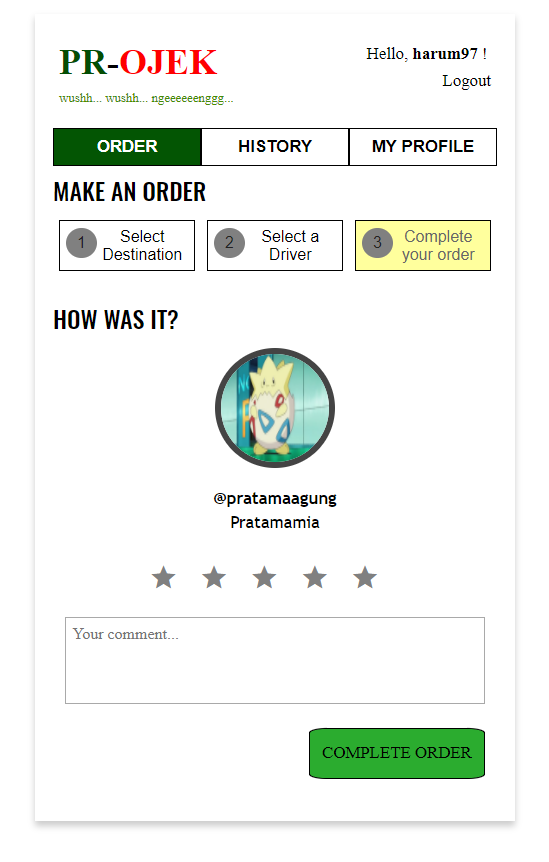 PR-OJEK
Hello, harum97 !
Logout
wushh... wushh... ngeeeeeenggg...
ORDER
HISTORY
MY PROFILE
MAKE AN ORDER
1
Select
Destination
2
Select a
Driver
3
Complete
your order
HOW WAS IT?
@pratamaagung
Pratamamia
Your comment...
COMPLETE ORDER